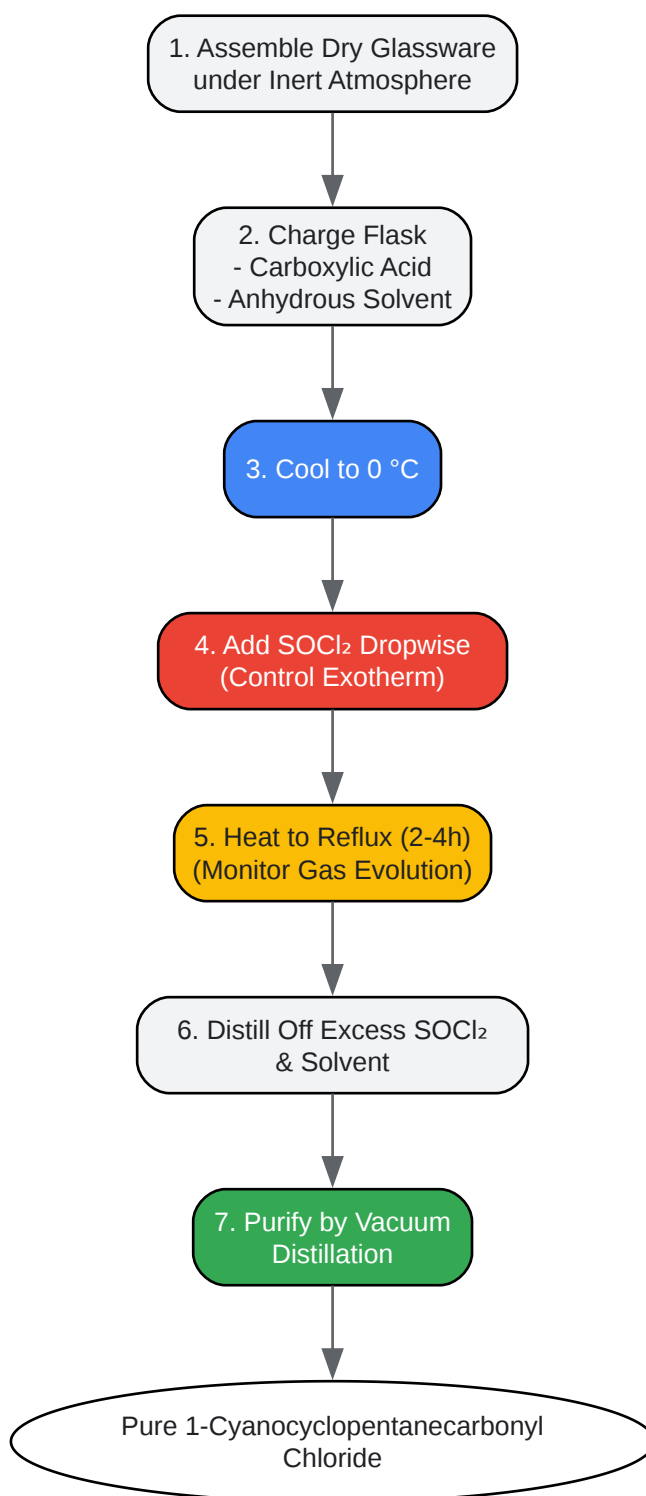 1. Assemble Dry Glassware
under Inert Atmosphere
2. Charge Flask
- Carboxylic Acid
- Anhydrous Solvent
3. Cool to 0 °C
4. Add SOCl₂ Dropwise
(Control Exotherm)
5. Heat to Reflux (2-4h)
(Monitor Gas Evolution)
6. Distill Off Excess SOCl₂
& Solvent
7. Purify by Vacuum
Distillation
Pure 1-Cyanocyclopentanecarbonyl
Chloride